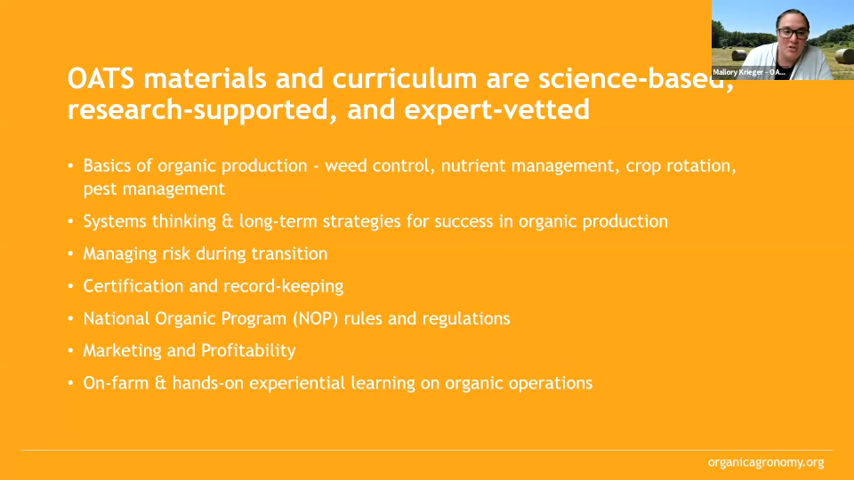 Mallory Krieger - OA...
OATS materials and curriculum are science-based,
research-supported, and expert-vetted
• Basics of organic production - weed control, nutrient management, crop rotation,
pest management
• Systems thinking & long-term strategies for success in organic production
• Managing risk during transition
• Certification and record-keeping
• National Organic Program (NOP) rules and regulations
• Marketing and Profitability
• On-farm & hands-on experiential learning on organic operations
organicagronomy.org